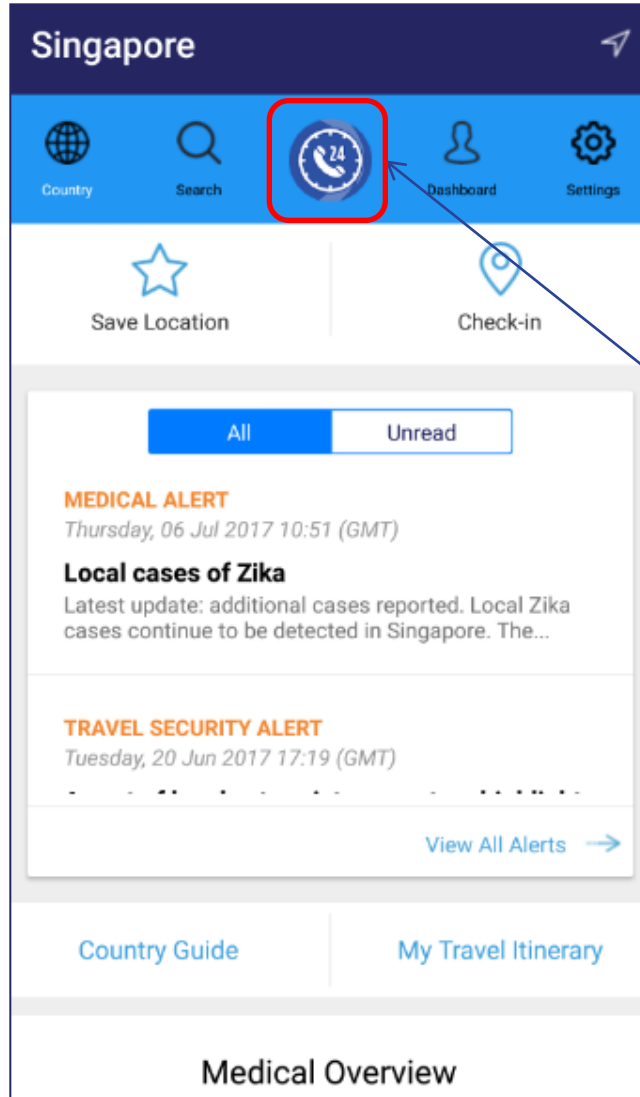 Singapore
24
Country
Search
Dashboard
Settings
Save Location
Check-in
All
Unread
MEDICAL ALERT
Thursday, 06 Jul 2017 10:51 (GMT)
Local cases of Zika
Latest update: additional cases reported. Local Zika
cases continue to be detected in Singapore. The...
TRAVEL SECURITY ALERT
Tuesday, 20 Jun 2017 17:19 (GMT)
View All Alerts
Country Guide
My Travel Itinerary
Medical Overview